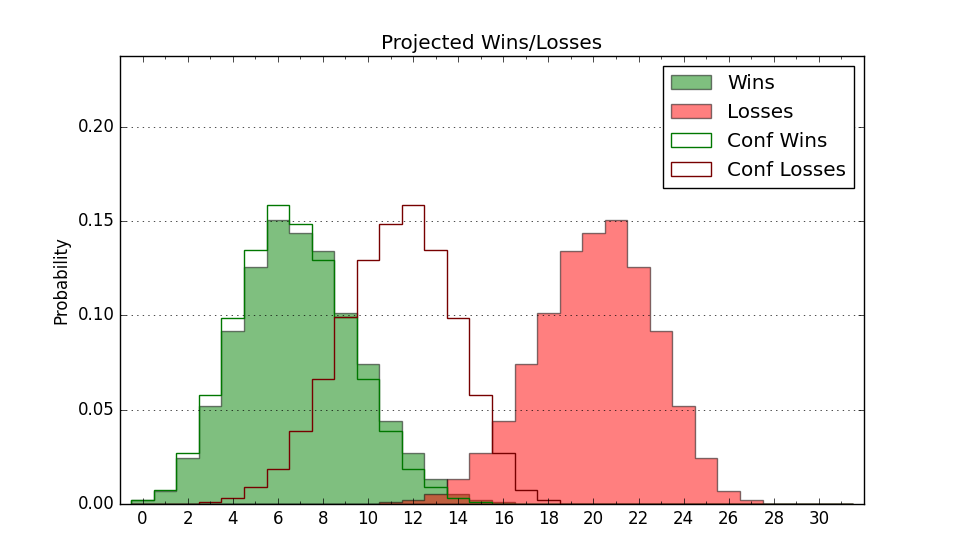 Projected Wins/Losses
Wins
Losses
Conf Wins
Conf Losses
Probability
0.20
0.15
0.10
0.05
0.00
0 2 4 6 8 10 12 14 16 18 20 22 24 26 28 30